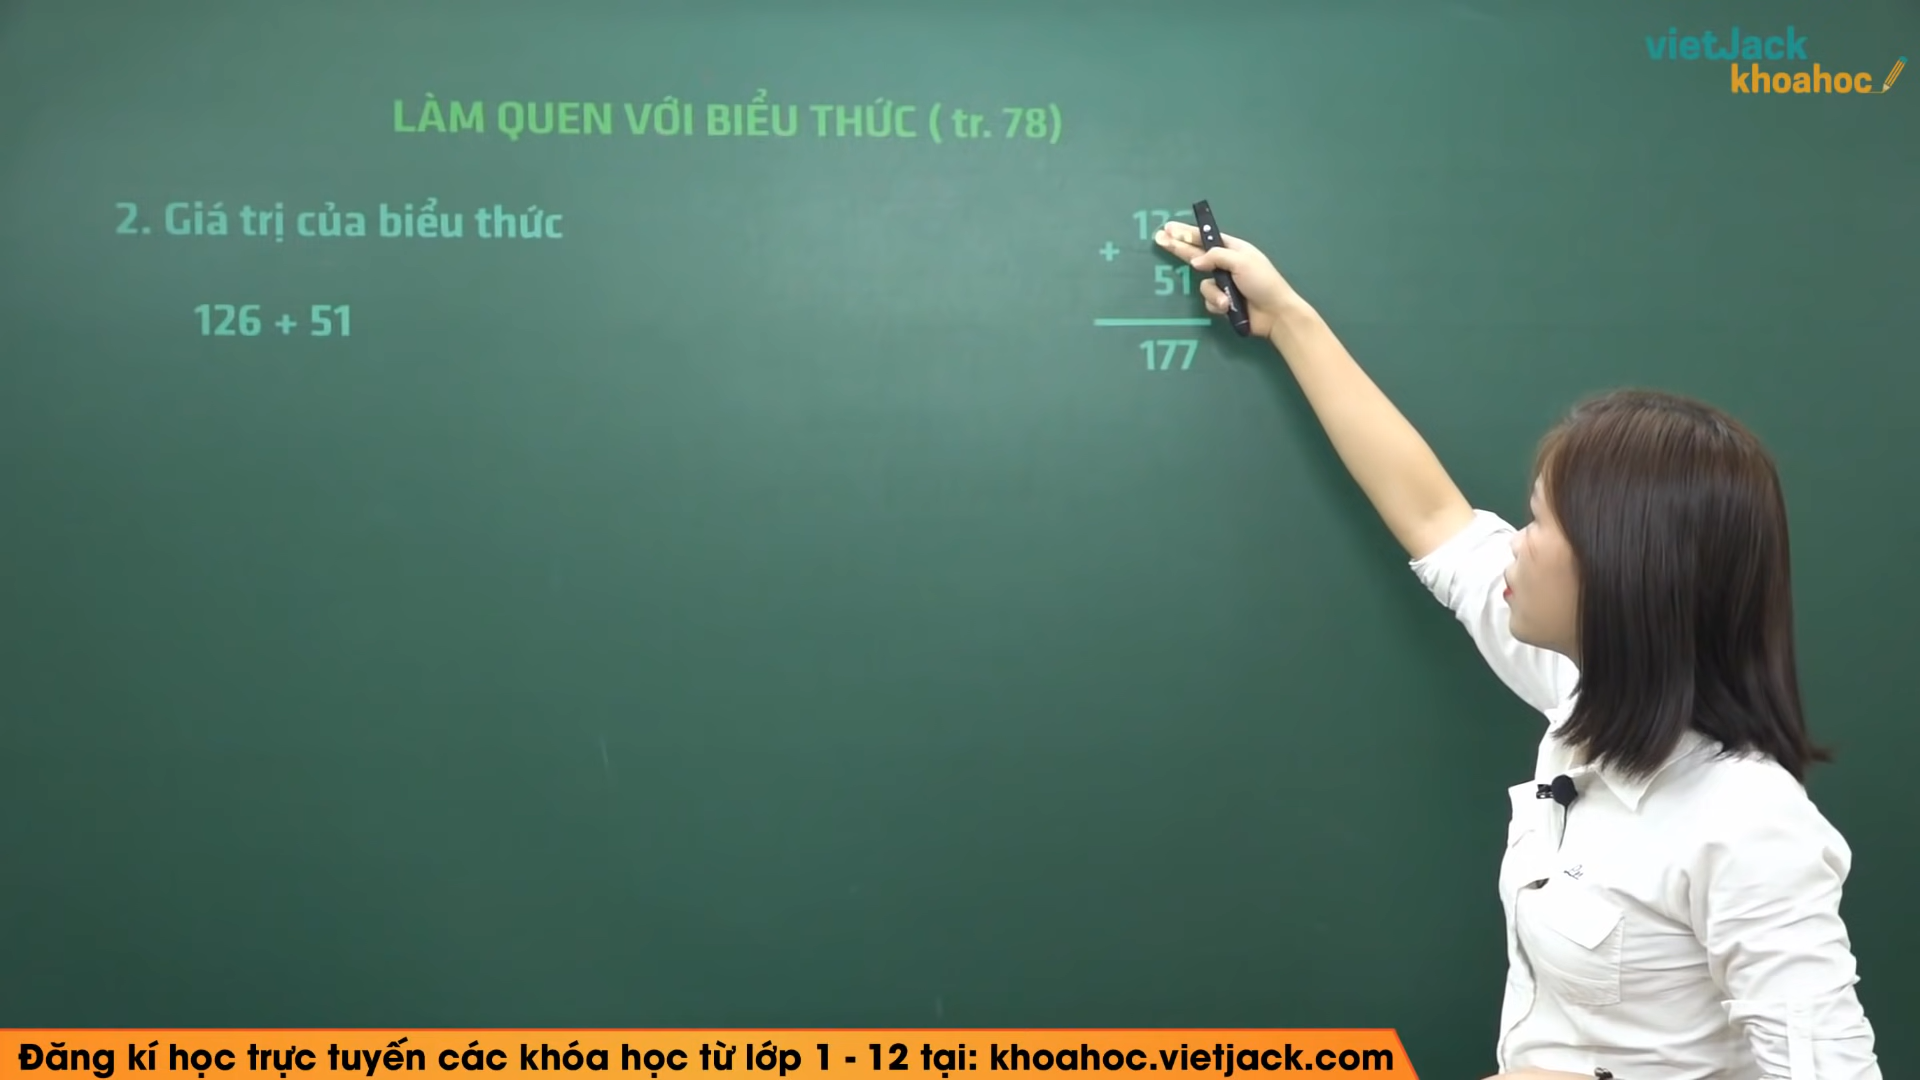 vietJack
khoahoc
LÀM QUEN VỚI BIỂU THỨC ( tr. 78)
2. Giá trị của biểu thức
126 + 51
+
51
177
Đăng kí học trực tuyến các khóa học từ lớp 1 - 12 tại: khoahoc.vietjack.com